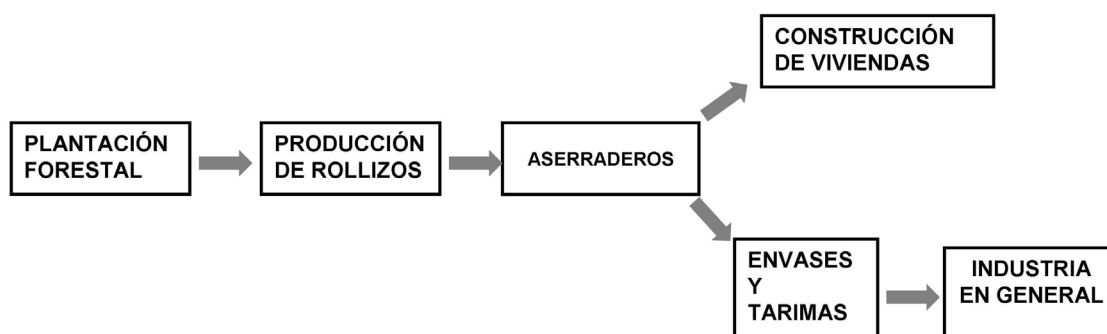 PLANTACIÓN
FORESTAL
PRODUCCIÓN
DE ROLLIZOS
ASERRADEROS
CONSTRUCCIÓN
DE VIVIENDAS
ENVASES
Y
TARIMAS
INDUSTRIA
EN GENERAL